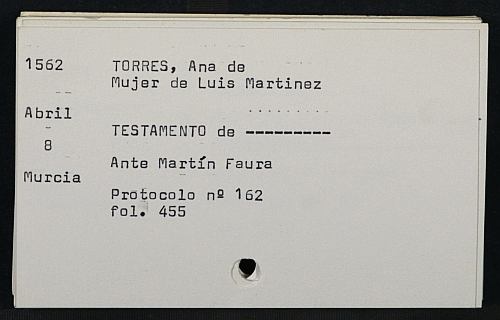 1562 TORRES, Ana de
Mujer de Luis Martinez
Abril
-
TESTAMENTO de ---------
8
Ante Martín Faura
Murcia
Protocolo nº 162
fol. 455